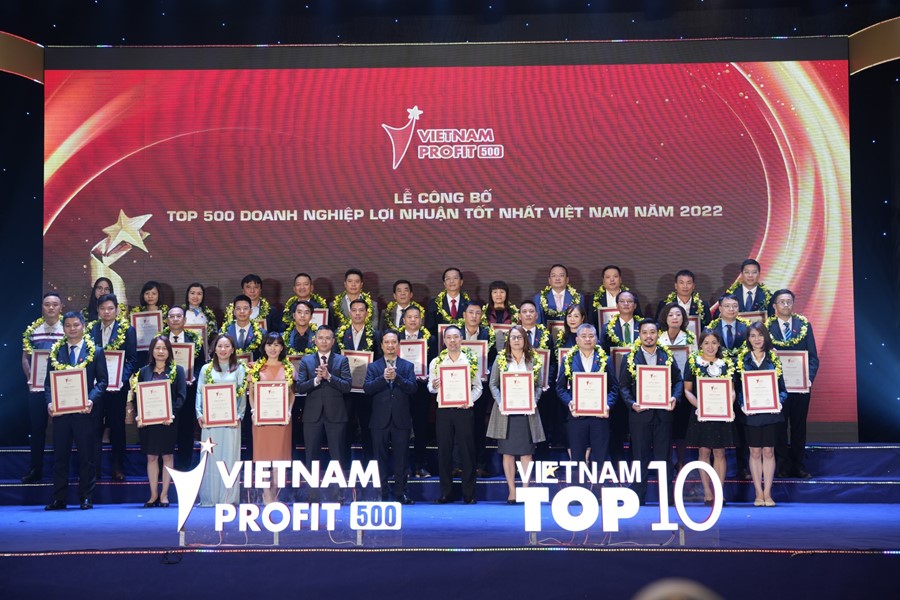 VIETNAM
PROFIT 500
LỄ CÔNG BỐ
TOP 500 DOANH NGHIỆP LỢI NHUẬN TỐT NHẤT VIỆT NAM NĂM 2022
VIETNAM
PROFIT 500
VIETNAM
TOP 10